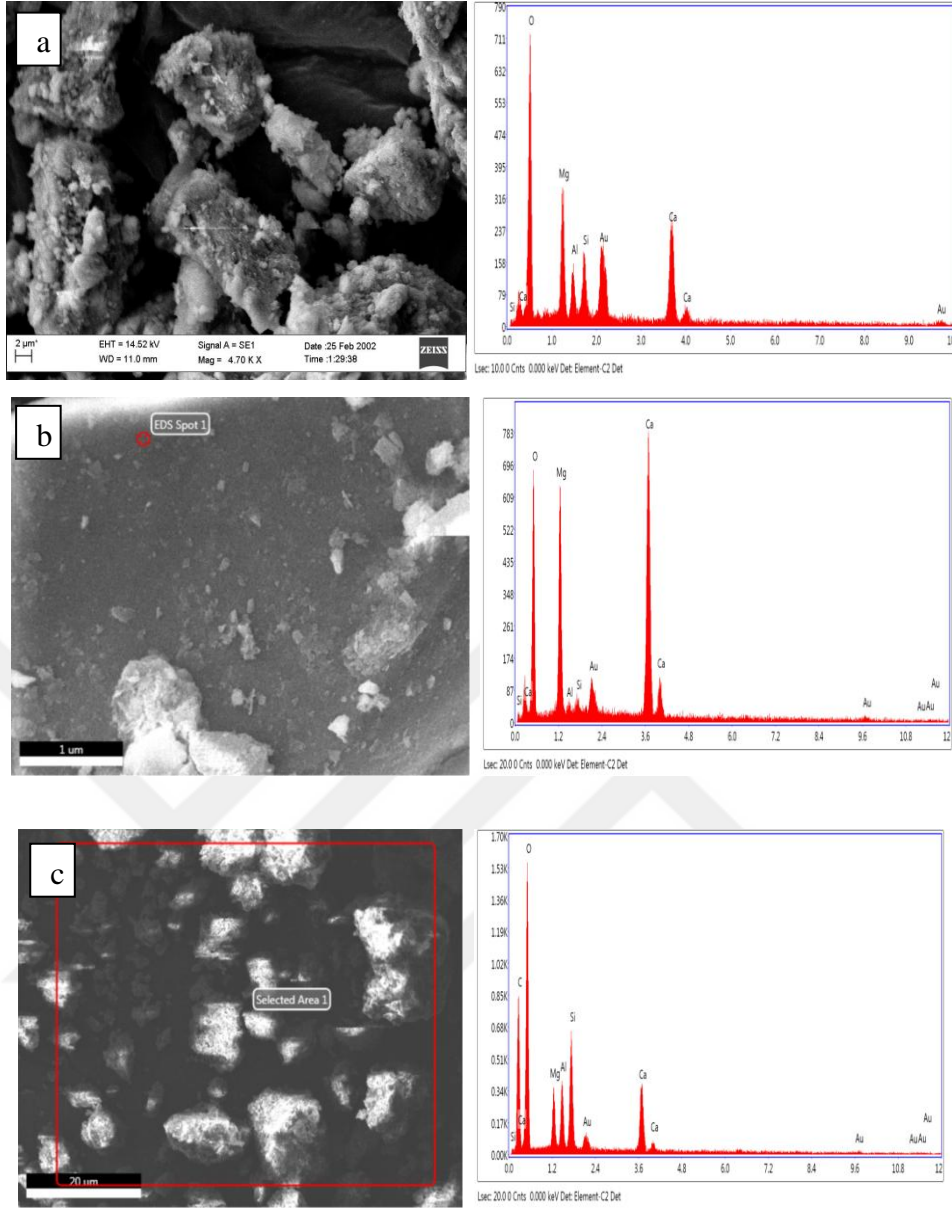 a
2 µm*
EHT = 14.52 kV
Signal A = SE1
Date :25 Feb 2002
WD = 11.0 mm
Mag = 4.70 K X
Time :1:29:38
ZEISS
790
711
632
553
474
395
316
237
158
79
0
O
Mg
Al
Si
Au
Ca
Ca
Si
Ca
Au
0.0 1.0 2.0 3.0 4.0 5.0 6.0 7.0 8.0 9.0
Lsec: 10.0 0 Cnts 0.000 keV Det: Element-C2 Det
b
EDS Spot 1
1 um
783
696
609
522
435
348
261
174
87
0
O
Mg
Ca
Si
Ca
Al
Si
Au
Ca
Au
Au Au
Au
0.0 1.2 2.4 3.6 4.8 6.0 7.2 8.4 9.6 10.8
Lsec: 20.0 0 Cnts 0.000 keV Det: Element-C2 Det
c
Selected Area 1
20 µm
1.70K
1.53K
1.36K
1.19K
1.02K
0.85K
0.68K
0.51K
0.34K
0.17K
0.00K
O
C
Si
Mg
Al
Ca
Ca
Si
Ca
Au
Au
Au Au
Au
0.0 1.2 2.4 3.6 4.8 6.0 7.2 8.4 9.6 10.8
Lsec: 20.0 0 Cnts 0.000 keV Det: Element-C2 Det